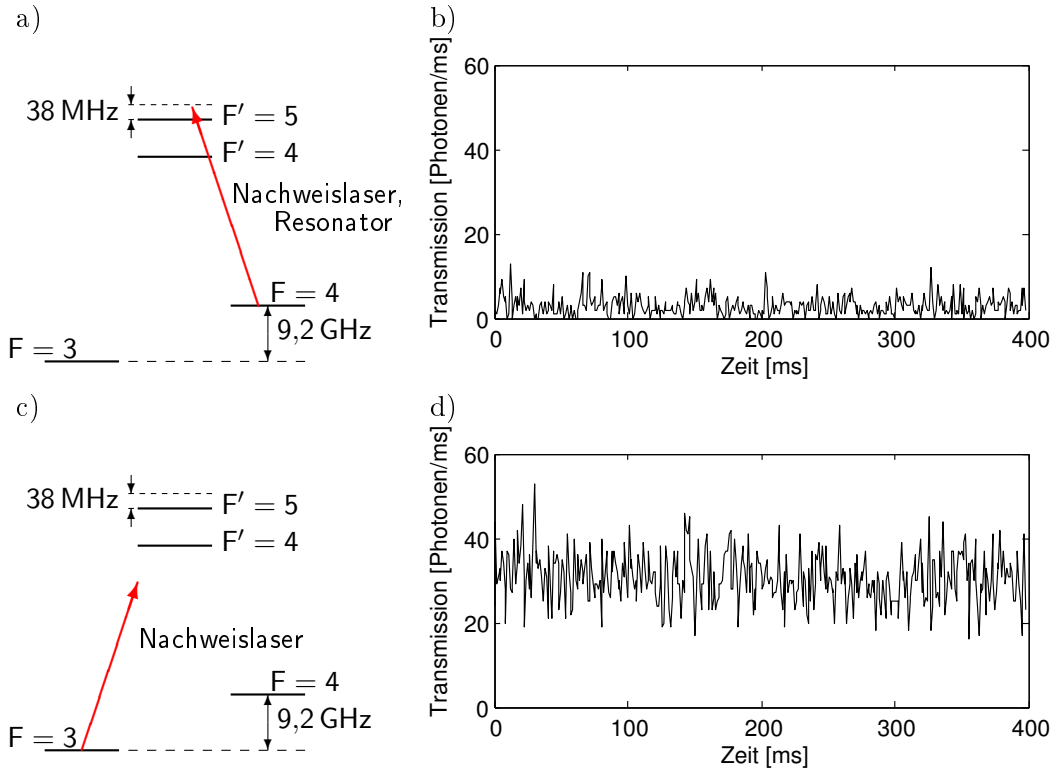 a)
38 MHz
F′ = 5
F′ = 4
Nachweislaser,
Resonator
F = 4
9,2 GHz
F = 3
b)
Transmission [Photonen/ms]
60
40
20
0
0 100 200 300 400
Zeit [ms]
c)
38 MHz
F′ = 5
F′ = 4
Nachweislaser
F = 4
9,2 GHz
F = 3
d)
Transmission [Photonen/ms]
60
40
20
0
0 100 200 300 400
Zeit [ms]